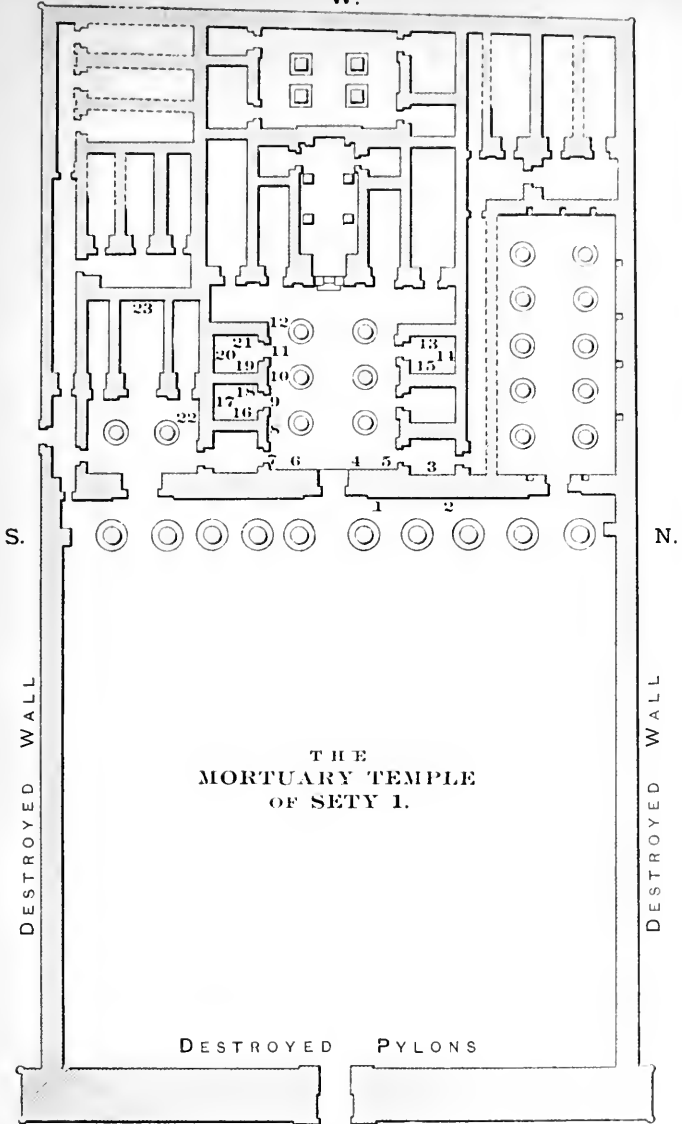 W.
23
12
21
20
11
19
13
14
15
10
18
17
9
16
22
8
7
6
4
5
3
1
2
S.
N.
DESTROYED WALL
DESTROYED WALL
THE
MORTUARY TEMPLE
OF SETY 1.
DESTROYED PYLONS